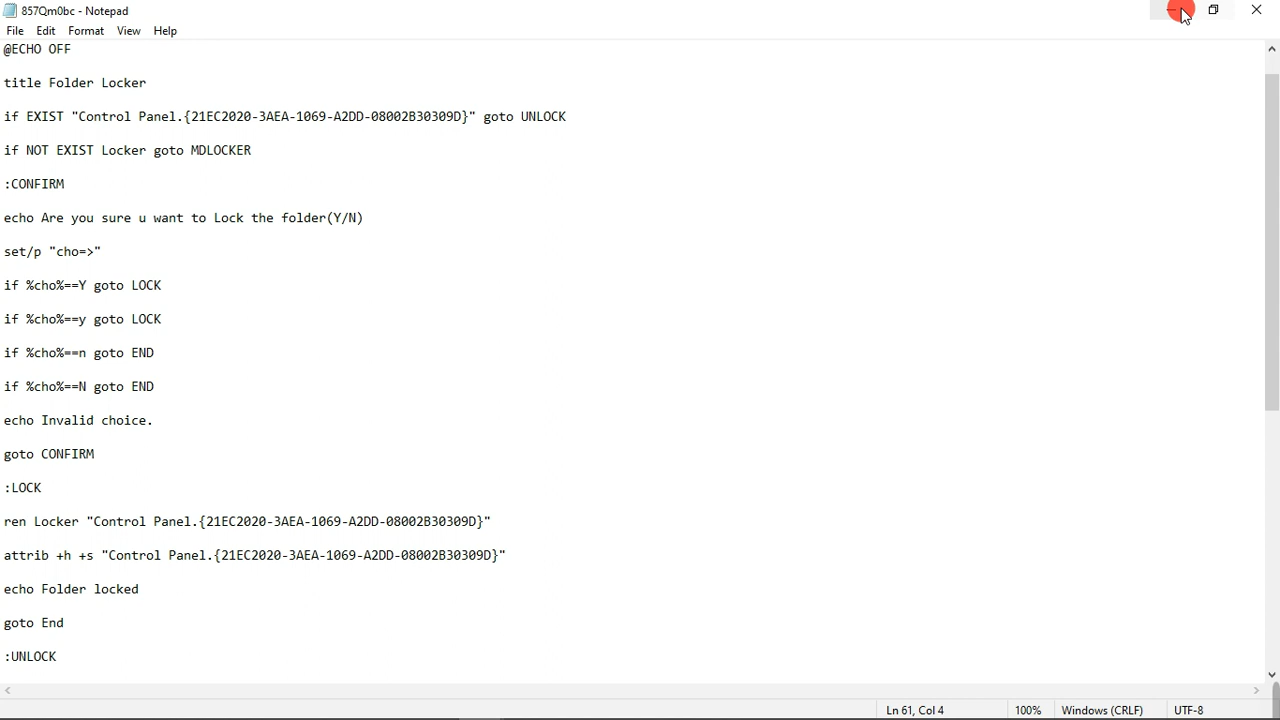 857Qm0bc - Notepad
File Edit Format View Help
@ECHO OFF
title Folder Locker
if EXIST "Control Panel.{21EC2020-3AEA-1069-A2DD-08002B30309D}" goto UNLOCK
if NOT EXIST Locker goto MDLOCKER
:CONFIRM
echo Are you sure u want to Lock the folder(Y/N)
set/p "cho=>"
if %cho%==Y goto LOCK
if %cho%==y goto LOCK
if %cho%==n goto END
if %cho%==N goto END
echo Invalid choice.
goto CONFIRM
:LOCK
ren Locker "Control Panel.{21EC2020-3AEA-1069-A2DD-08002B30309D}"
attrib +h +s "Control Panel.{21EC2020-3AEA-1069-A2DD-08002B30309D}"
echo Folder locked
goto End
:UNLOCK
Ln 61, Col 4 100% Windows (CRLF) UTF-8